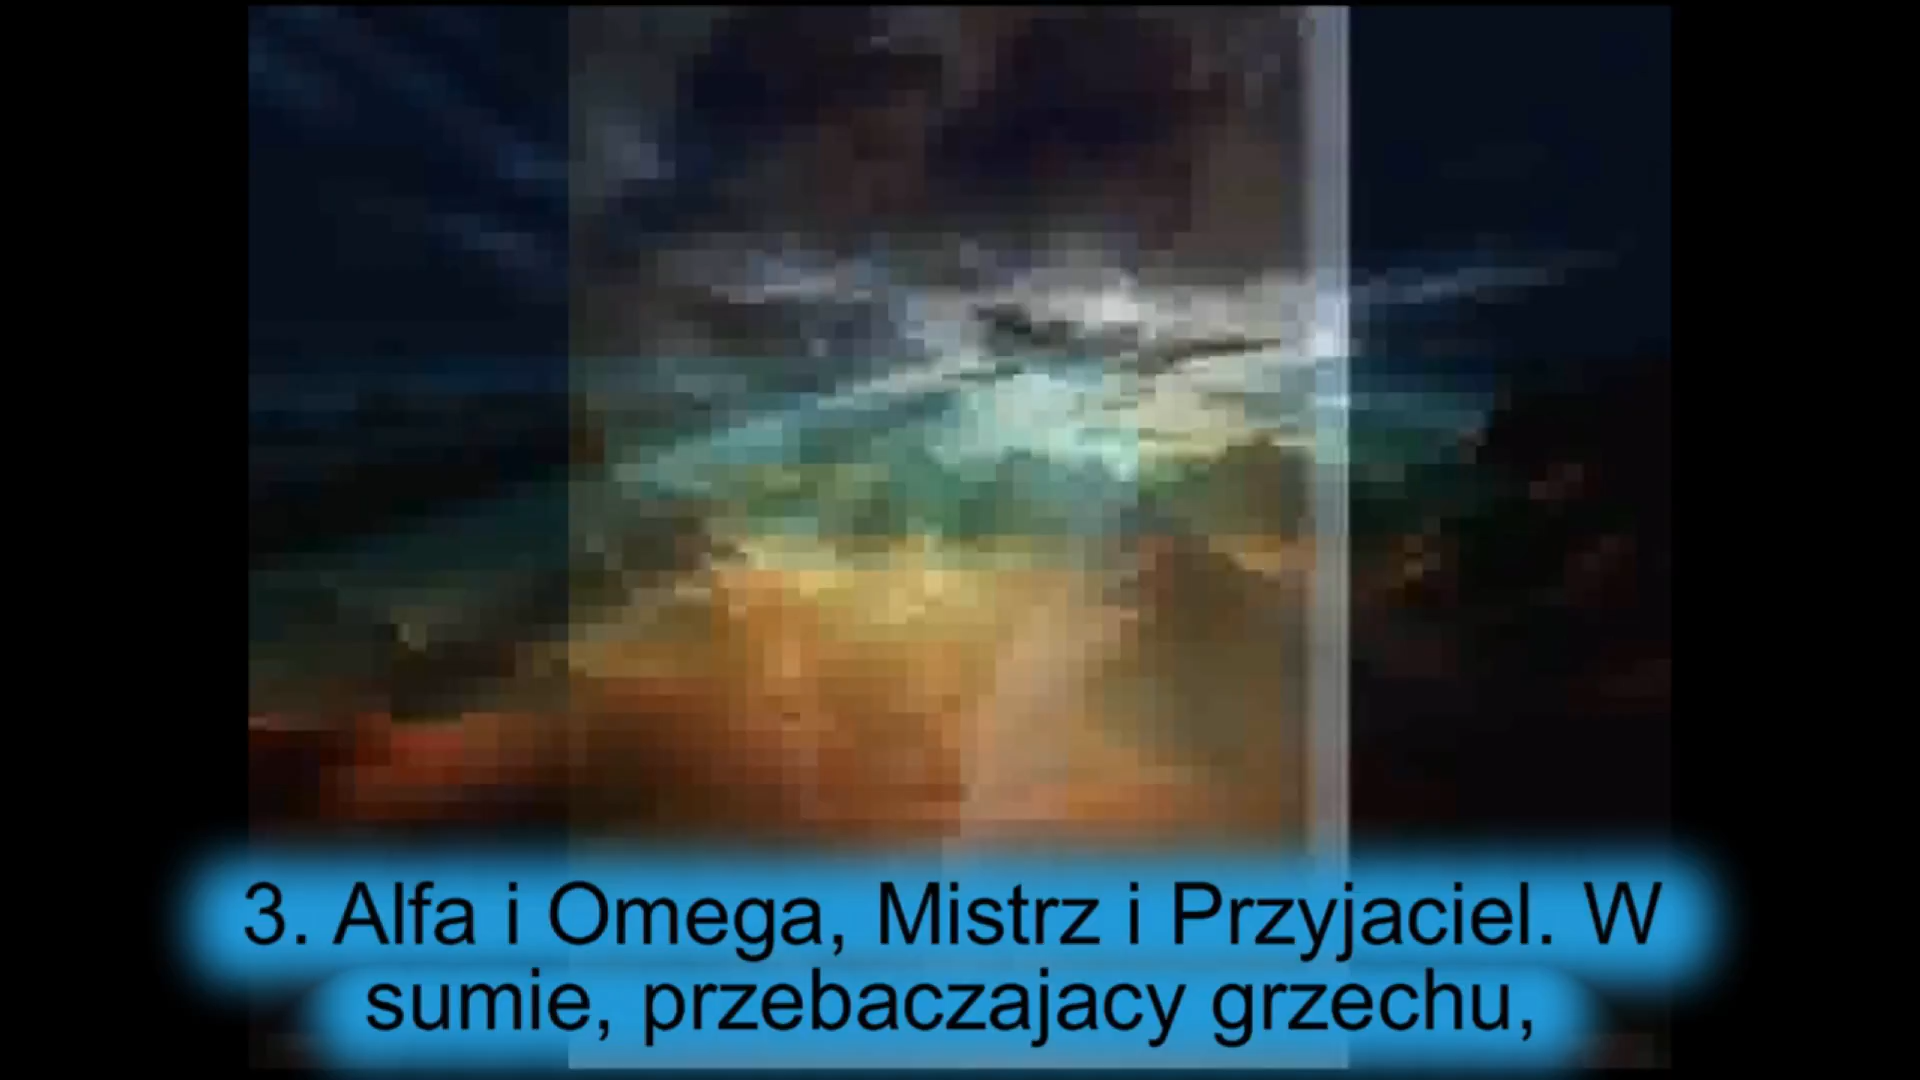 3. Alfa i Omega, Mistrz i Przyjaciel. W
sumie, przebaczajacy grzechu,